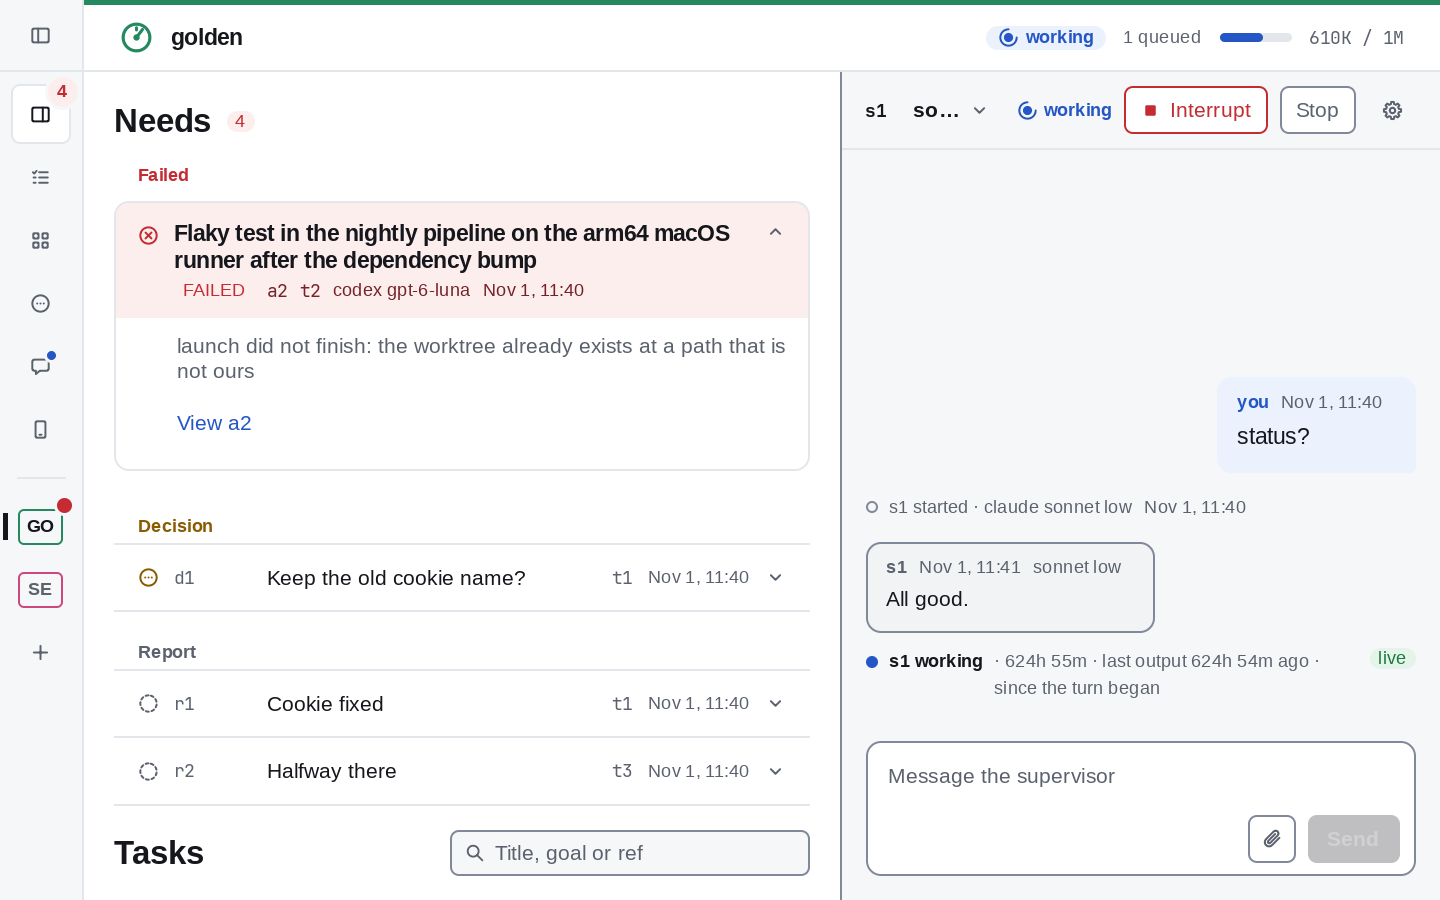 golden
working
1 queued
610K / 1M
4
GO
SE
Needs
4
Failed
Flaky test in the nightly pipeline on the arm64 macOS
runner after the dependency bump
FAILED a2 t2 codex gpt-6-luna Nov 1, 11:40
launch did not finish: the worktree already exists at a path that is
not ours
View a2
Decision
d1 Keep the old cookie name? t1 Nov 1, 11:40
Report
r1 Cookie fixed t1 Nov 1, 11:40
r2 Halfway there t3 Nov 1, 11:40
Tasks
Title, goal or ref
s1 so… working Interrupt Stop
you Nov 1, 11:40
status?
s1 started · claude sonnet low Nov 1, 11:40
s1 Nov 1, 11:41 sonnet low
All good.
s1 working · 624h 55m · last output 624h 54m ago ·
since the turn began
live
Message the supervisor
Send